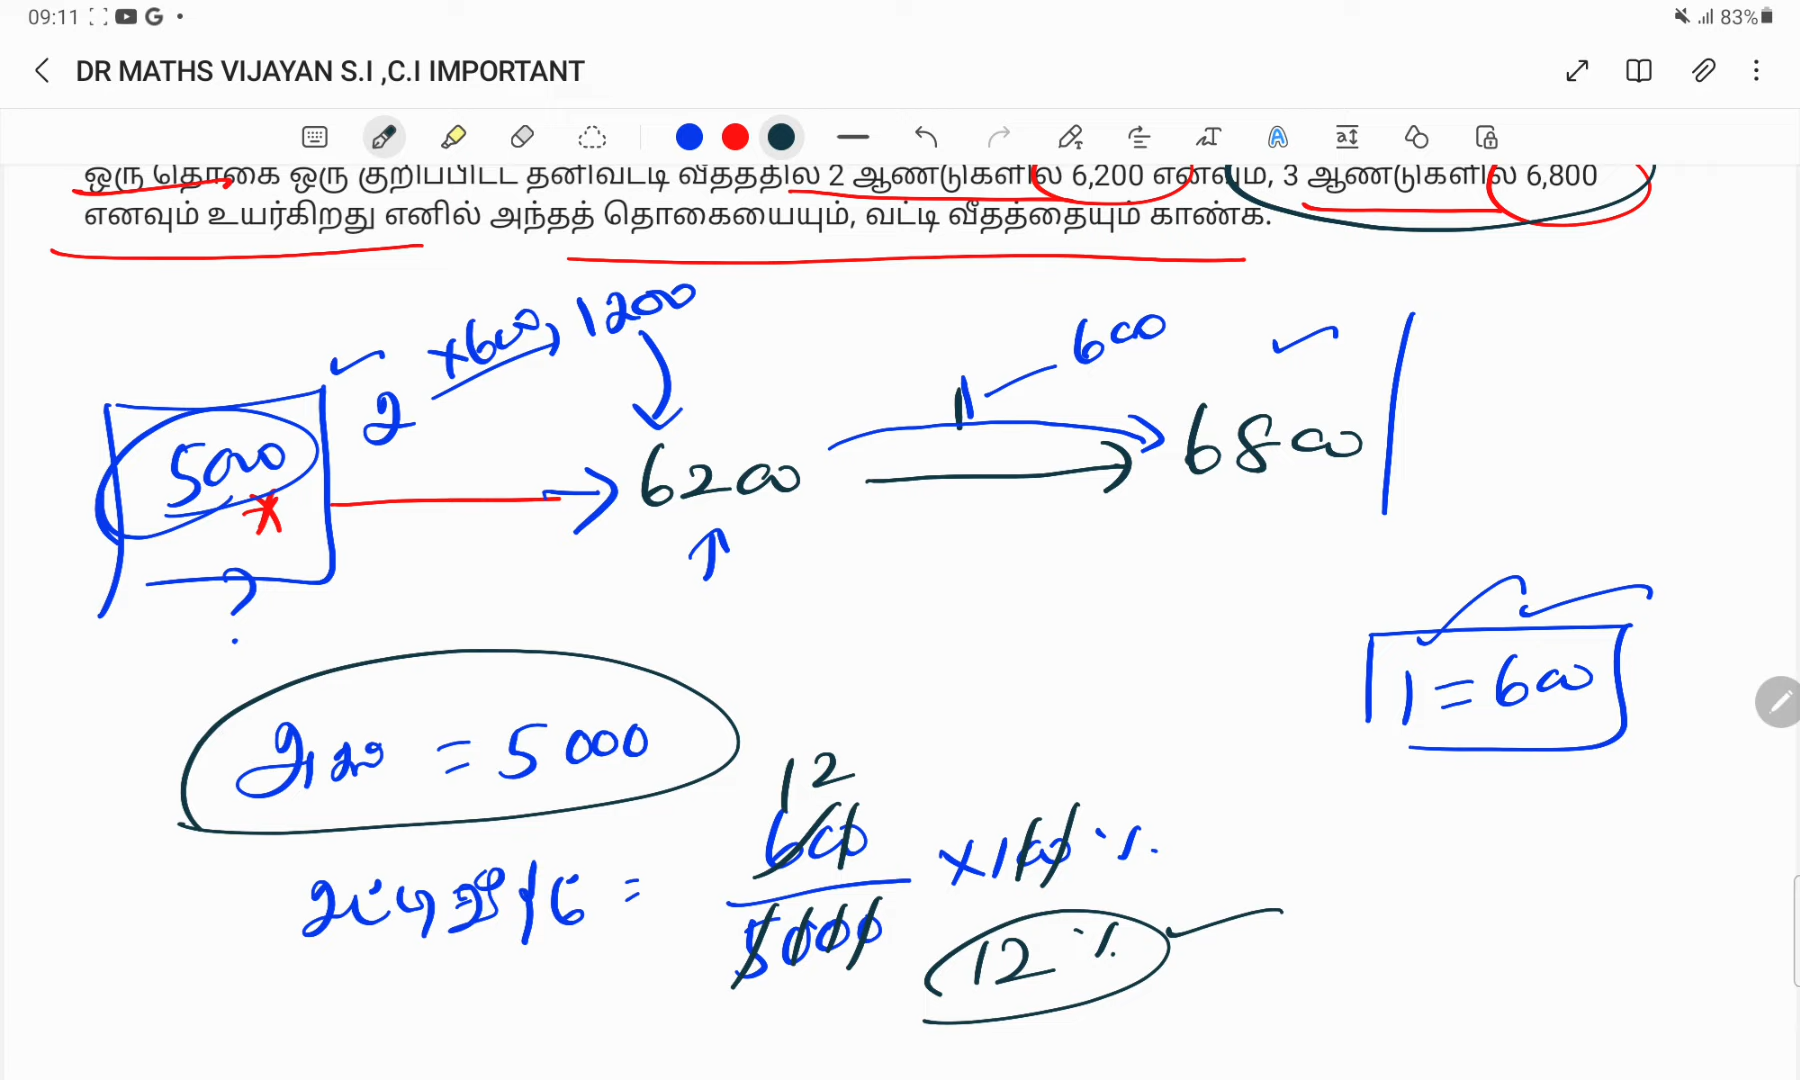 09:11 83%
DR MATHS VIJAYAN S.I ,C.I IMPORTANT
ஒரு தொகை ஒரு குறிப்பிட்ட தனிவட்டி வீதத்தில் 2 ஆண்டுகளில் 6,200 எனவும், 3 ஆண்டுகளில் 6,800
எனவும் உயர்கிறது எனில் அந்தத் தொகையையும், வட்டி வீதத்தையும் காண்க.
2 ×600, 1200
5000 6200 1 600 6800
?
1 = 600
அசல் = 5000
12
வட்டி வீதம் = 600/5000 ×100 %
12 %